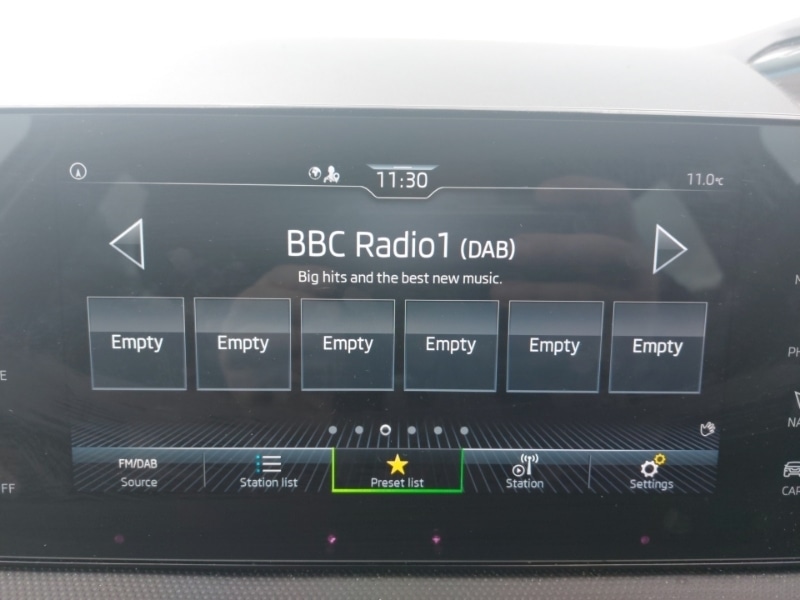 11:30
11.0°C
BBC Radio1 (DAB)
Big hits and the best new music.
Empty Empty Empty Empty Empty Empty
FM/DAB
Source
Station list
Preset list
Station
Settings